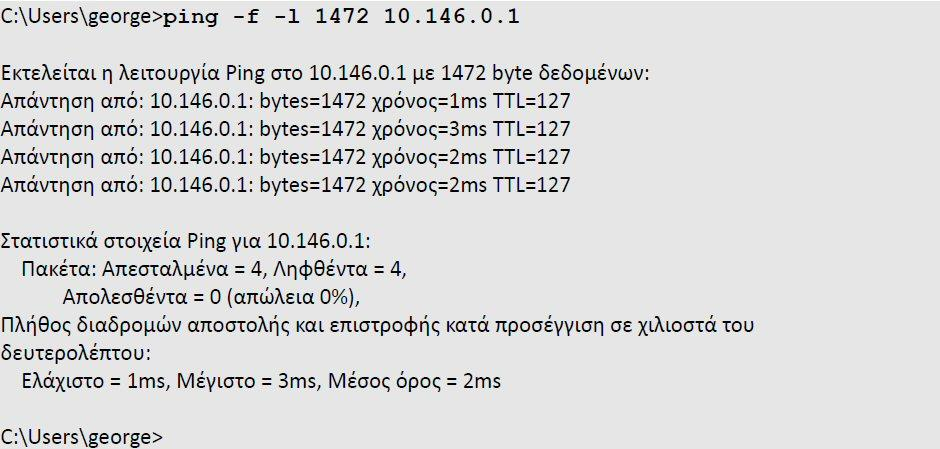 C:\Users\george>ping -f -l 1472 10.146.0.1
Εκτελείται η λειτουργία Ping στο 10.146.0.1 με 1472 byte δεδομένων:
Απάντηση από: 10.146.0.1: bytes=1472 χρόνος=1ms TTL=127
Απάντηση από: 10.146.0.1: bytes=1472 χρόνος=3ms TTL=127
Απάντηση από: 10.146.0.1: bytes=1472 χρόνος=2ms TTL=127
Απάντηση από: 10.146.0.1: bytes=1472 χρόνος=2ms TTL=127
Στατιστικά στοιχεία Ping για 10.146.0.1:
Πακέτα: Απεσταλμένα = 4, Ληφθέντα = 4,
Απολεσθέντα = 0 (απώλεια 0%),
Πλήθος διαδρομών αποστολής και επιστροφής κατά προσέγγιση σε χιλιοστά του
δευτερολέπτου:
Ελάχιστο = 1ms, Μέγιστο = 3ms, Μέσος όρος = 2ms
C:\Users\george>